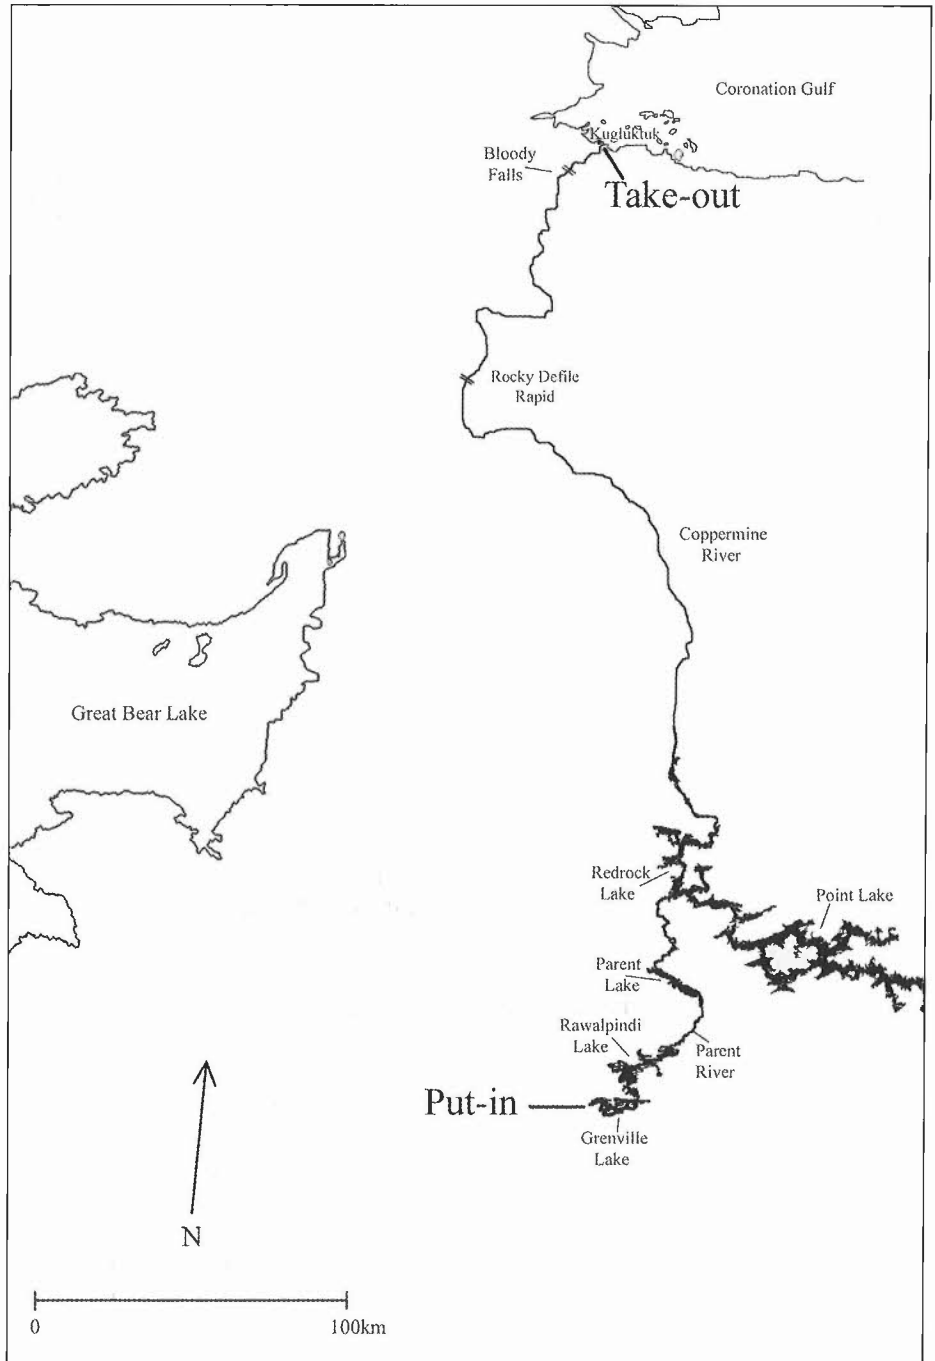 Coronation Gulf
Kugluktuk
Bloody
Falls
Take-out
Rocky Defile
Rapid
Coppermine
River
Great Bear Lake
Redrock
Lake
Point Lake
Parent
Lake
Rawalpindi
Lake
Parent
River
Put-in
Grenville
Lake
N
0
100km